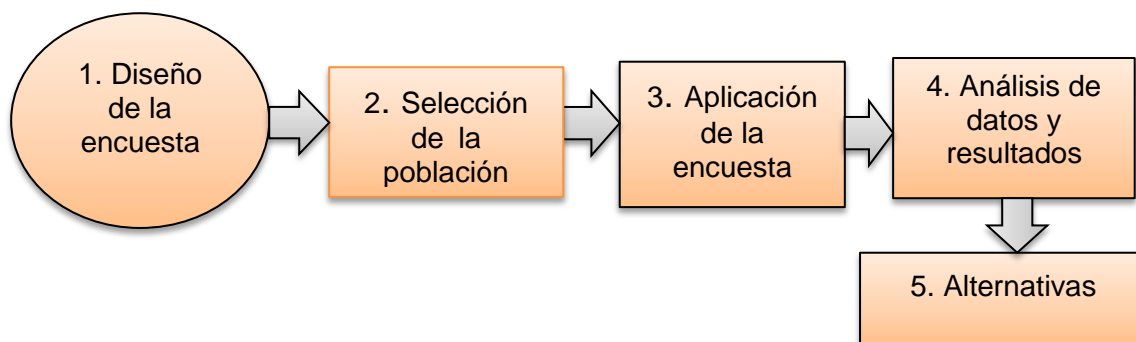 1. Diseño
de la
encuesta
2. Selección
de la
población
3. Aplicación
de la
encuesta
4. Análisis de
datos y
resultados
5. Alternativas